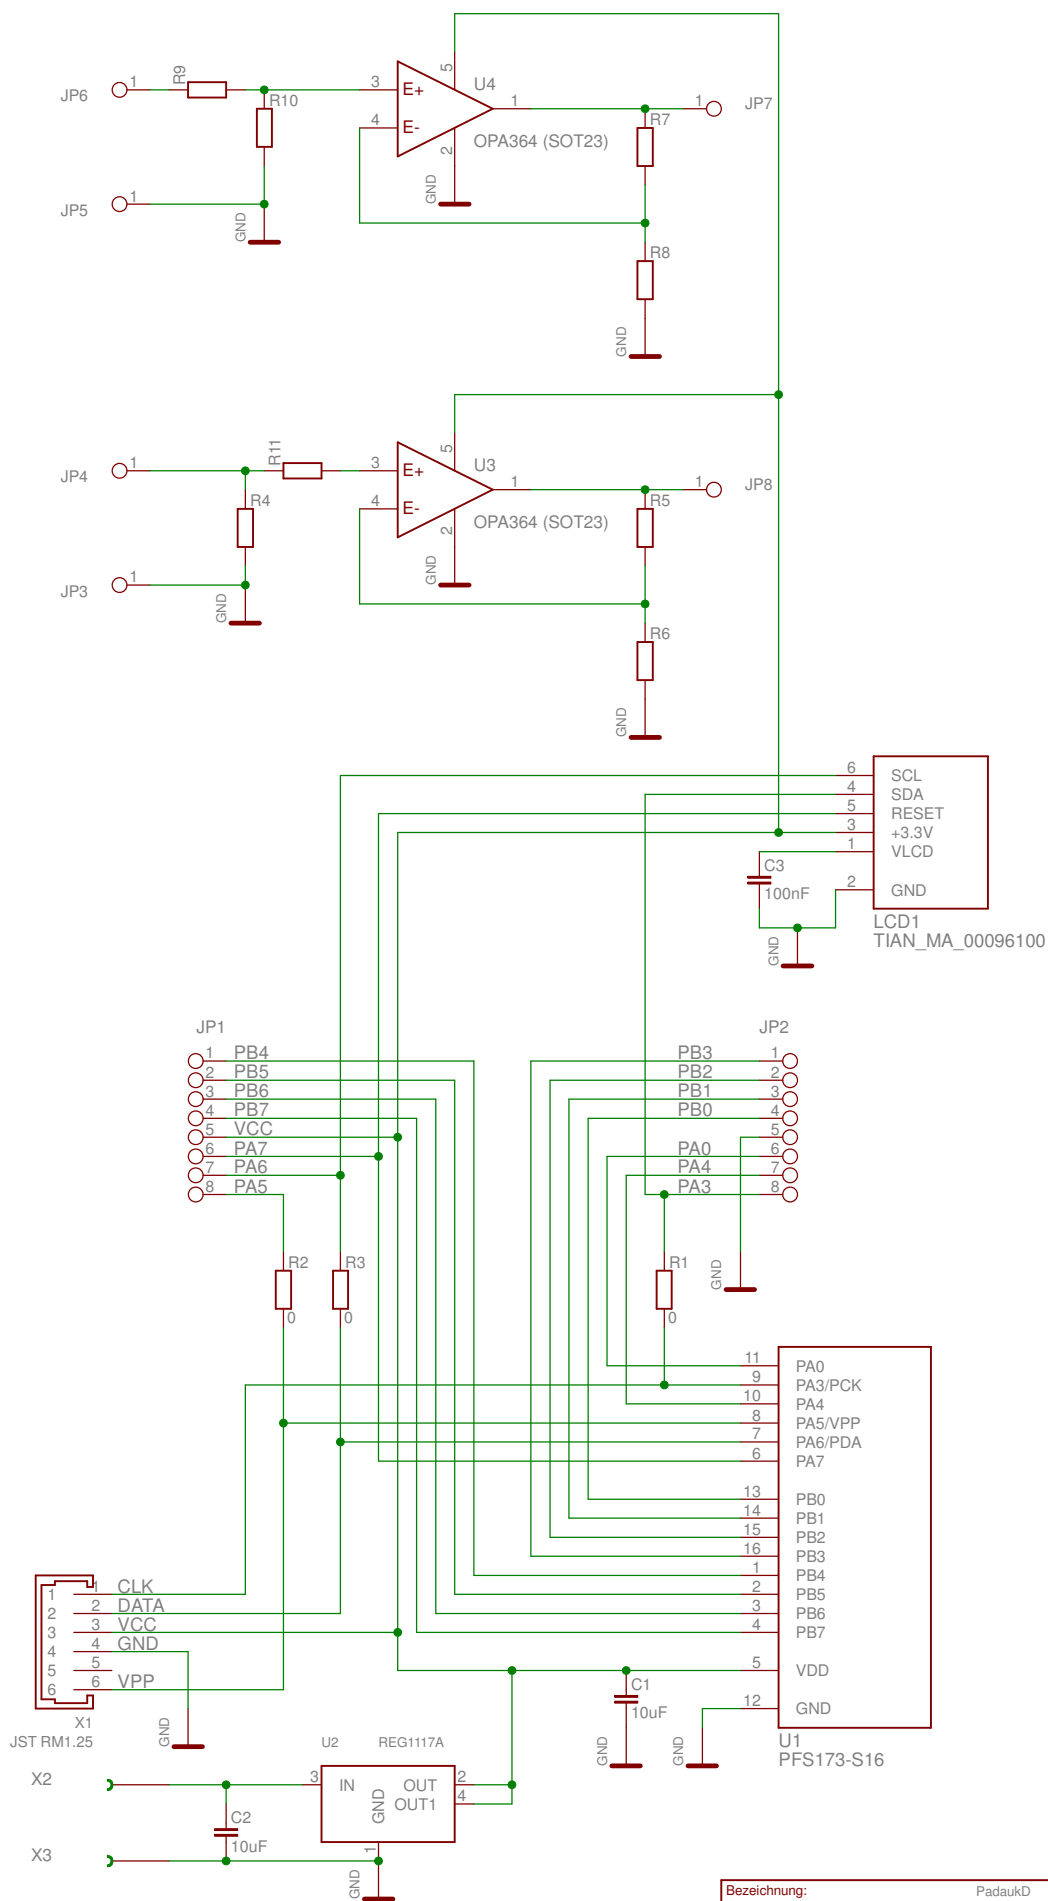 JP6
1
R9
R10
3
E+
4
E-
5
2
U4
OPA364 (SOT23)
GND
1
R7
1
JP7
JP5
1
GND
R8
GND
JP4
1
R11
R4
3
E+
4
E-
5
2
U3
OPA364 (SOT23)
GND
1
R5
1
JP8
JP3
1
GND
R6
GND
6 SCL
4 SDA
5 RESET
3 +3.3V
1 VLCD
2 GND
C3
100nF
GND
LCD1
TIAN_MA_00096100
JP1
1 PB4
2 PB5
3 PB6
4 PB7
5 VCC
6 PA7
7 PA6
8 PA5
JP2
PB3 1
PB2 2
PB1 3
PB0 4
5
PA0 6
PA4 7
PA3 8
R2
0
R3
0
R1
0
GND
11 PA0
9 PA3/PCK
10 PA4
8 PA5/VPP
7 PA6/PDA
6 PA7
13 PB0
14 PB1
15 PB2
16 PB3
1 PB4
2 PB5
3 PB6
4 PB7
5 VDD
12 GND
U1
PFS173-S16
1 1 CLK
2 2 DATA
3 3 VCC
4 4 GND
5 5
6 6 VPP
X1
JST RM1.25
GND
C1
10uF
GND
GND
U2
REG1117A
X2
3 IN
OUT 2
OUT1 4
GND
1
C2
10uF
X3
GND
Bezeichnung:
PadaukD